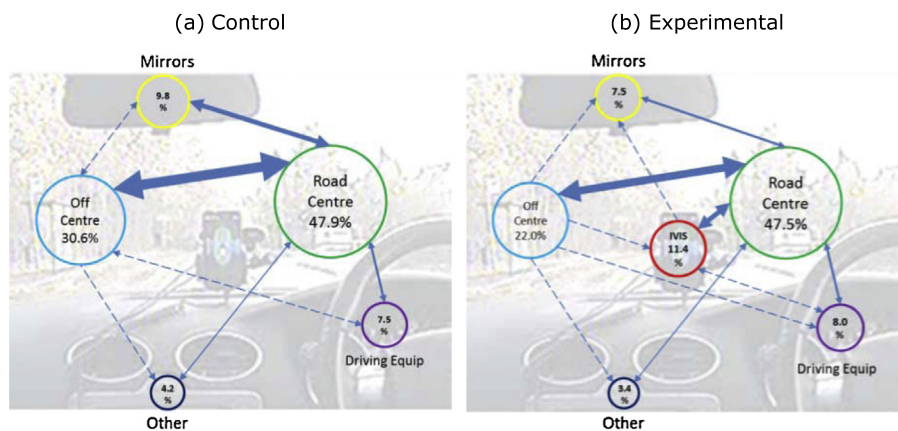 (a) Control
(b) Experimental
Mirrors
9.8
%
Off
Centre
30.6%
Road
Centre
47.9%
7.5
%
Driving Equip
4.2
%
Other
Mirrors
7.5
%
Off
Centre
22.0%
IVIS
11.4
%
Road
Centre
47.5%
8.0
%
Driving Equip
3.4
%
Other